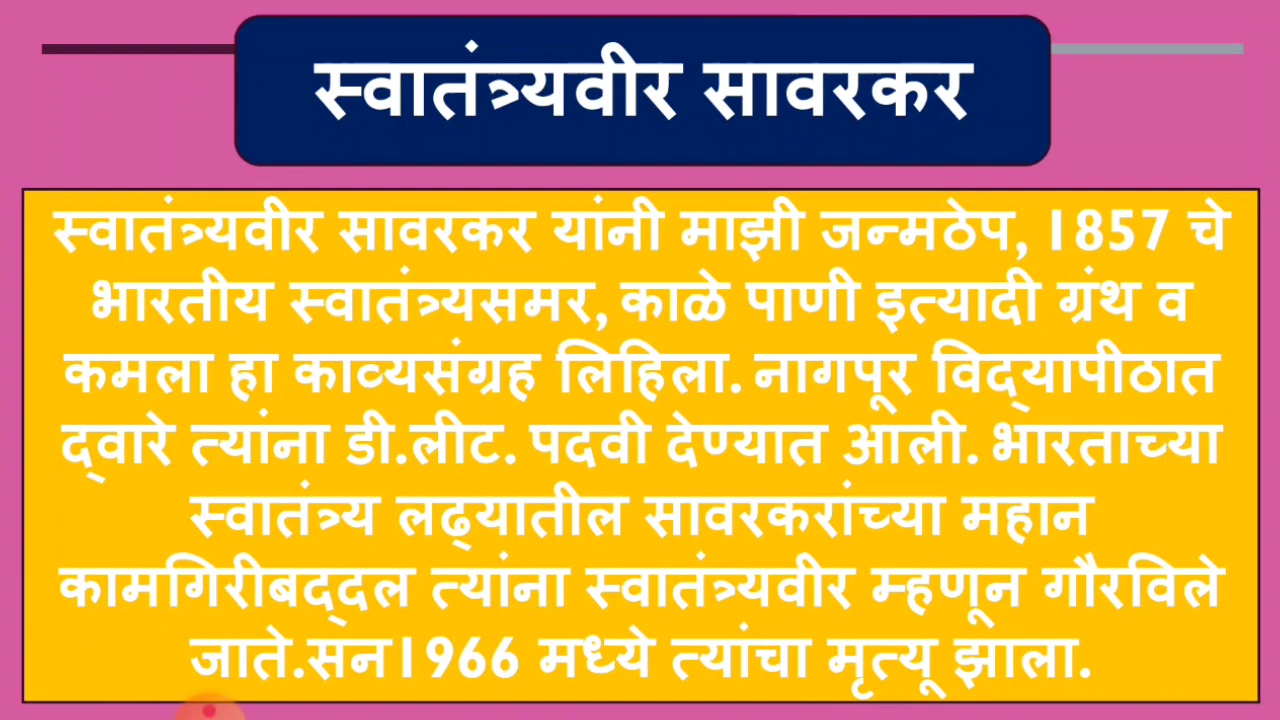 स्वातंत्र्यवीर सावरकर
स्वातंत्र्यवीर सावरकर यांनी माझी जन्मठेप, 1857 चे
भारतीय स्वातंत्र्यसमर, काळे पाणी इत्यादी ग्रंथ व
कमला हा काव्यसंग्रह लिहिला. नागपूर विद्‌यापीठात
द्‌वारे त्यांना डी.लीट. पदवी देण्यात आली. भारताच्या
स्वातंत्र्य लढ्यातील सावरकरांच्या महान
कामगिरीबद्‌दल त्यांना स्वातंत्र्यवीर म्हणून गौरविले
जाते.सन1966 मध्ये त्यांचा मृत्यू झाला.